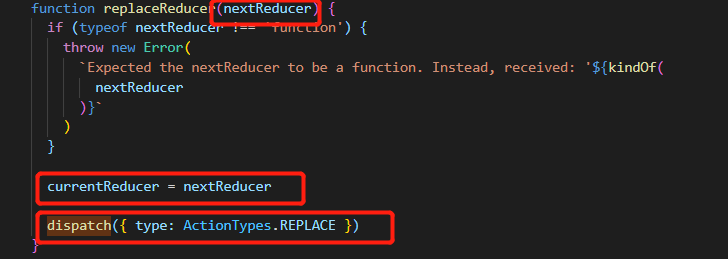 function replaceReducer(nextReducer) {
if (typeof nextReducer !== 'function') {
throw new Error(
`Expected the nextReducer to be a function. Instead, received: '${kindOf(
nextReducer
)}`
)
}
currentReducer = nextReducer
dispatch({ type: ActionTypes.REPLACE })
}